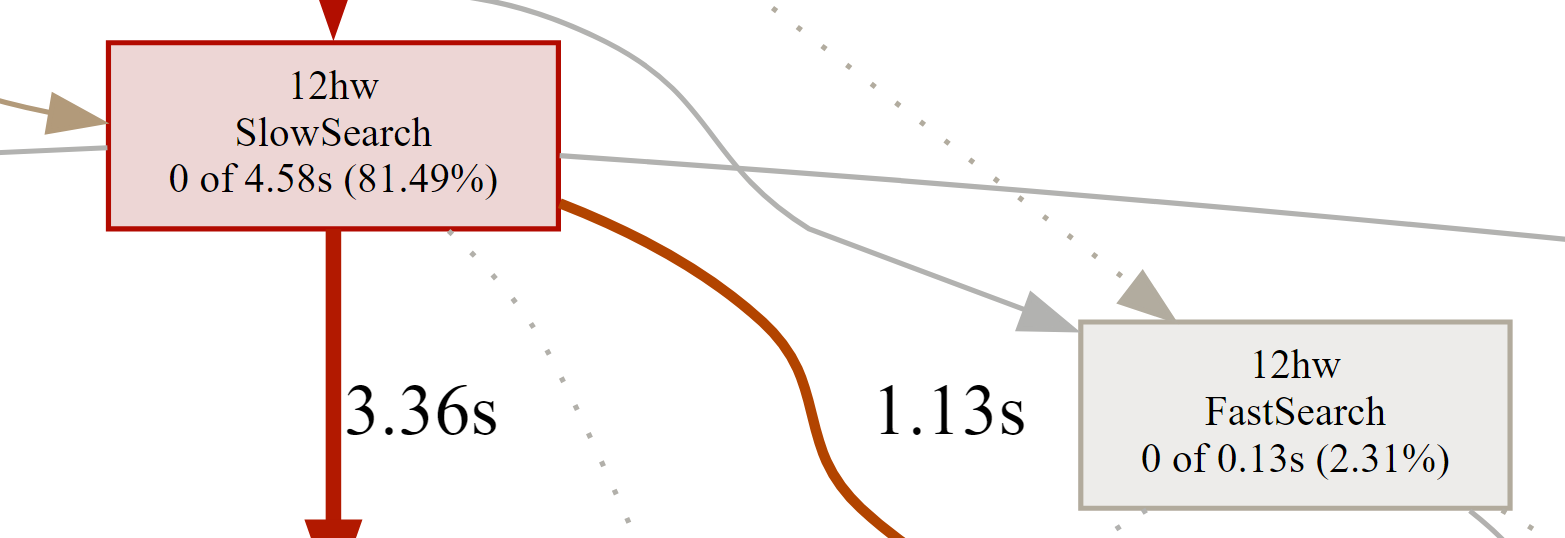 12hw
SlowSearch
0 of 4.58s (81.49%)
3.36s
1.13s
12hw
FastSearch
0 of 0.13s (2.31%)